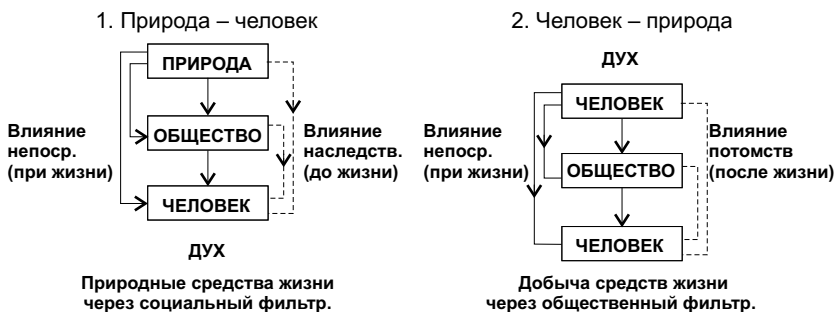 1. Природа – человек
ПРИРОДА
Влияние
непоср.
(при жизни)
ОБЩЕСТВО
Влияние
наследств.
(до жизни)
ЧЕЛОВЕК
ДУХ
Природные средства жизни
через социальный фильтр.
2. Человек – природа
ДУХ
ЧЕЛОВЕК
Влияние
непоср.
(при жизни)
ОБЩЕСТВО
Влияние
потомств
(после жизни)
ЧЕЛОВЕК
Добыча средств жизни
через общественный фильтр.